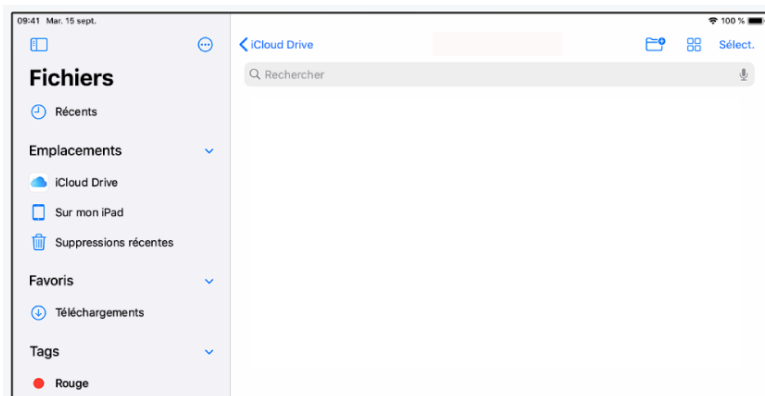 09:41 Mar. 15 sept.
100 %
Fichiers
Récents
Emplacements
iCloud Drive
Sur mon iPad
Suppressions récentes
Favoris
Téléchargements
Tags
Rouge
iCloud Drive
Sélect.
Rechercher